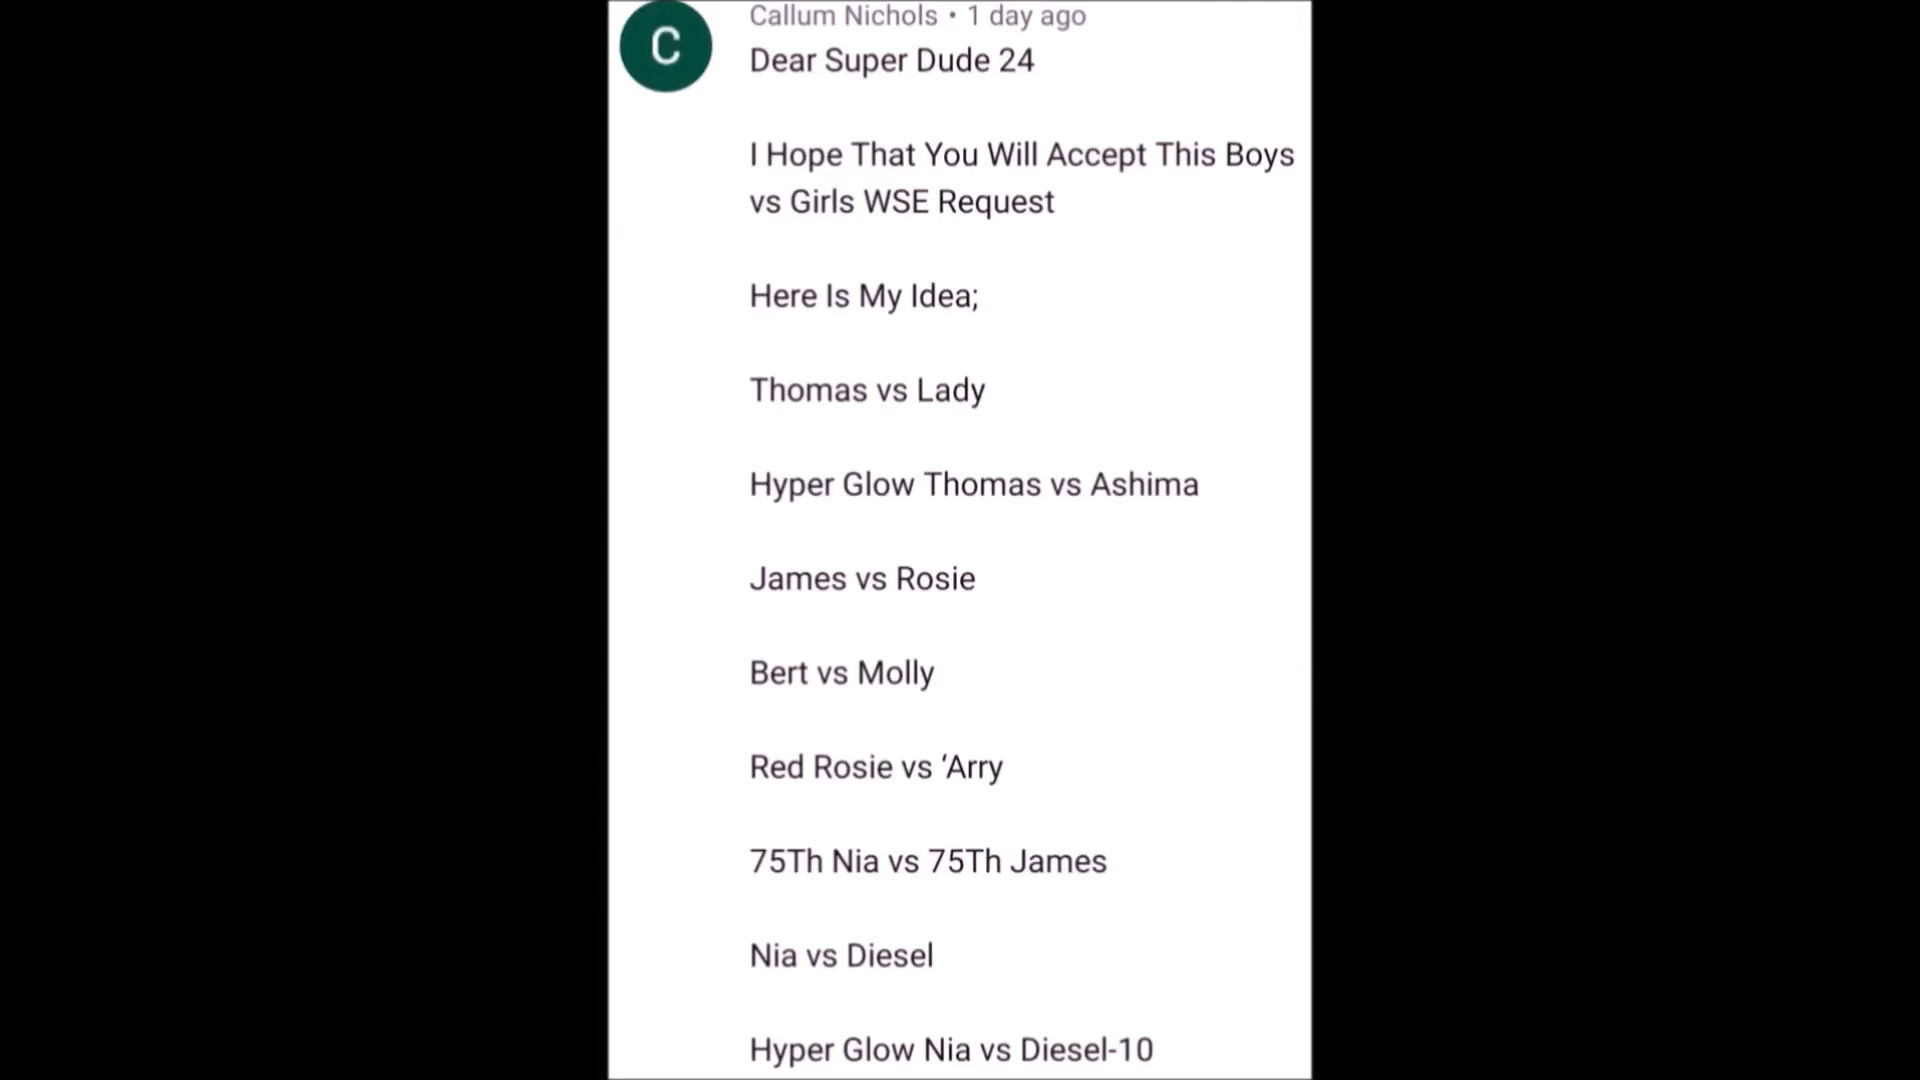 C
Callum Nichols • 1 day ago
Dear Super Dude 24
I Hope That You Will Accept This Boys
vs Girls WSE Request
Here Is My Idea;
Thomas vs Lady
Hyper Glow Thomas vs Ashima
James vs Rosie
Bert vs Molly
Red Rosie vs ‘Arry
75Th Nia vs 75Th James
Nia vs Diesel
Hyper Glow Nia vs Diesel-10